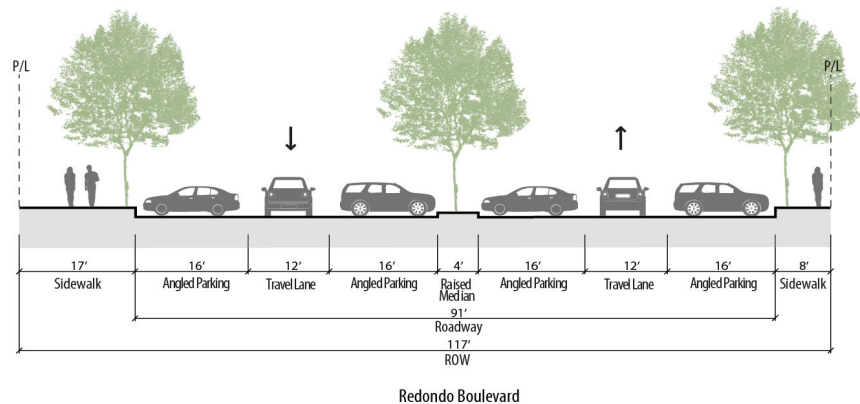 P/L
P/L
17’ 16’ 12’ 16’ 4’ 16’ 12’ 16’ 8’
Sidewalk Angled Parking Travel Lane Angled Parking Raised Median Angled Parking Travel Lane Angled Parking Sidewalk
91’
Roadway
117’
ROW
Redondo Boulevard